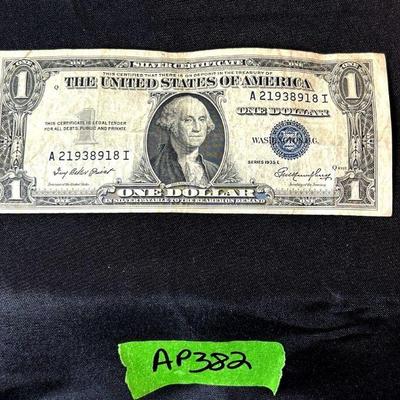 SILVER CERTIFICATE
THIS CERTIFIES THAT THERE IS ON DEPOSIT IN THE TREASURY OF
THE UNITED STATES OF AMERICA
A 21938918 I
ONE DOLLAR
THIS CERTIFICATE IS LEGAL TENDER
FOR ALL DEBTS, PUBLIC AND PRIVATE
WASHINGTON, D.C.
A 21938918 I
SERIES 1935 E
ONE DOLLAR
IN SILVER PAYABLE TO THE BEARER ON DEMAND
1
1
1
1
AP382